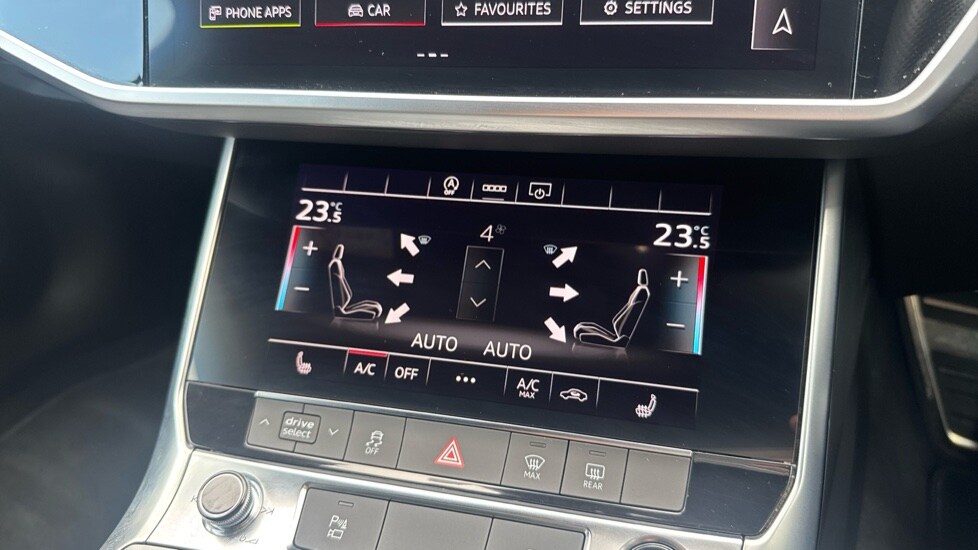 PHONE APPS CAR FAVOURITES SETTINGS
A OFF
23.5 °C 4 23.5 °C
+ +
− −
AUTO AUTO
A/C OFF ••• A/C MAX
drive select OFF MAX REAR
P